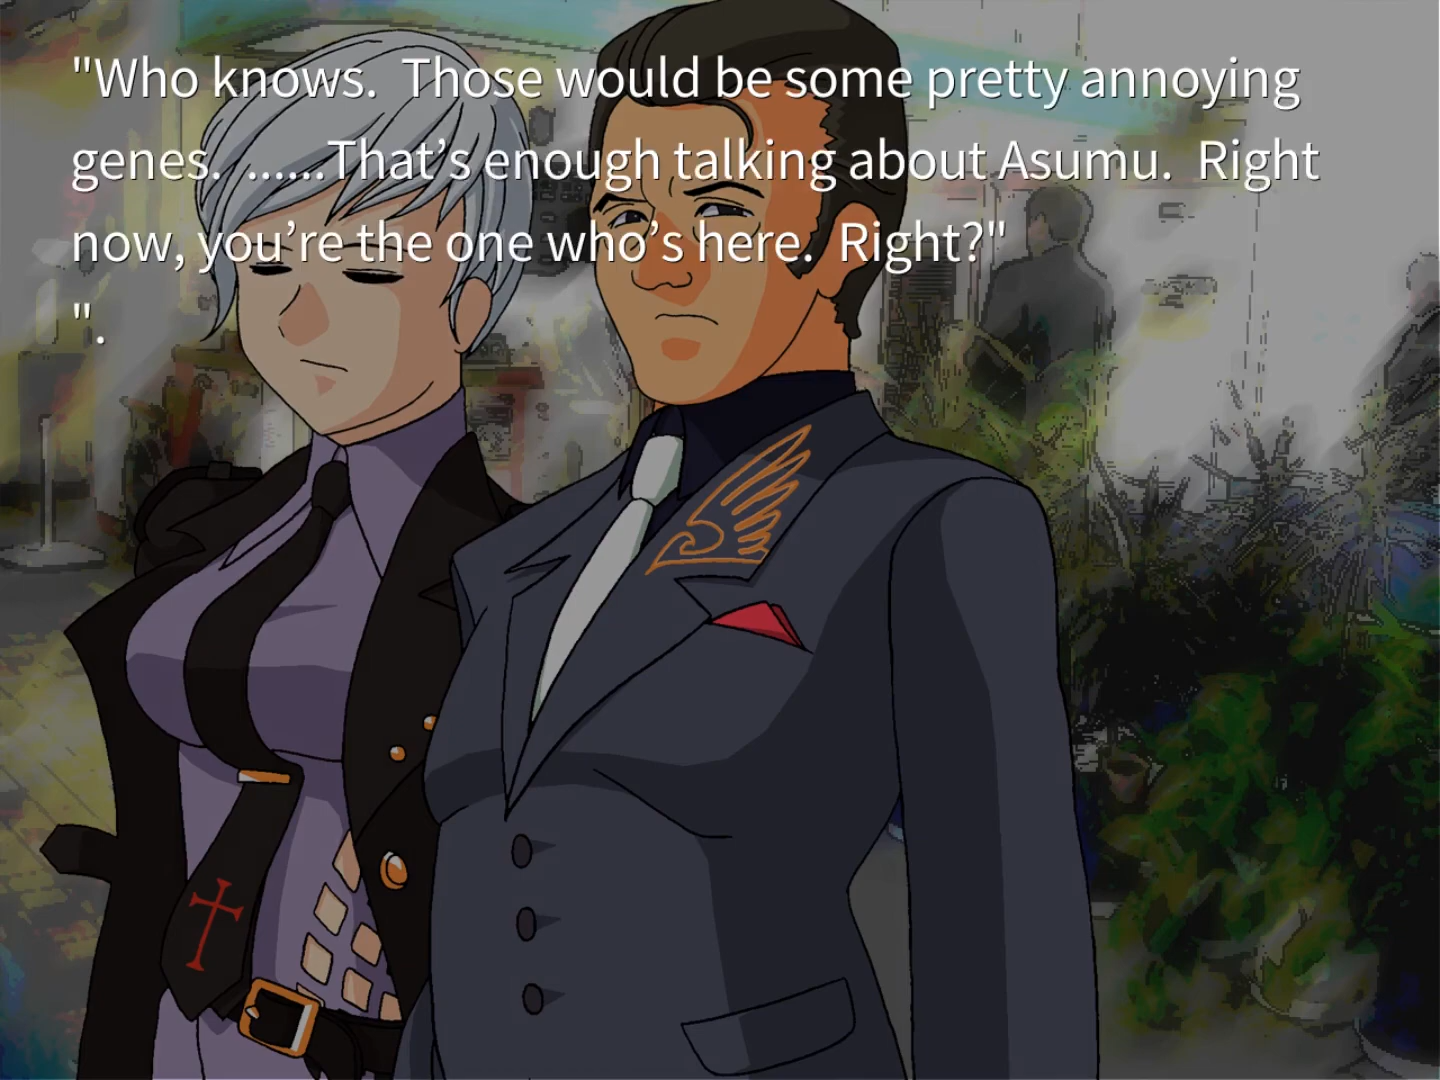 "Who knows.  Those would be some pretty annoying
genes.  ......That’s enough talking about Asumu.  Right
now, you’re the one who’s here.  Right?"
".